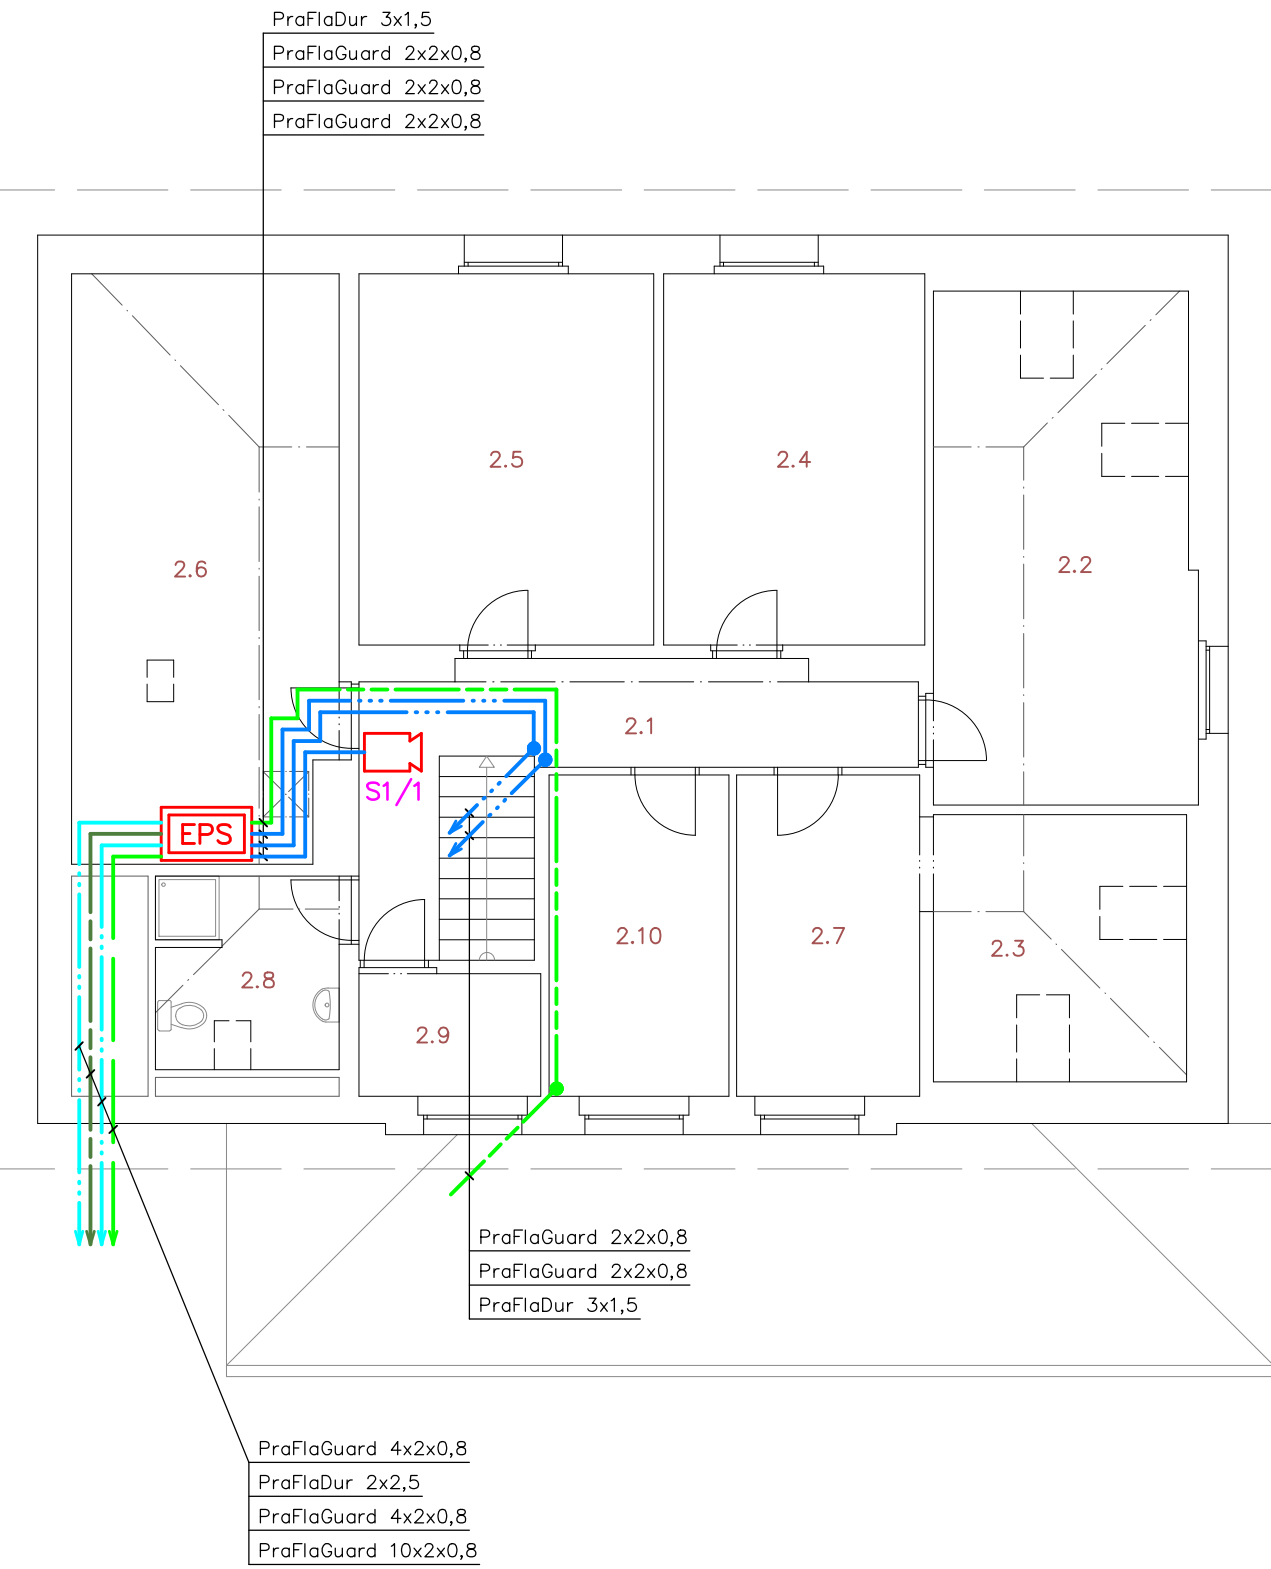 PraFlaDur 3x1,5
PraFlaGuard 2x2x0,8
PraFlaGuard 2x2x0,8
PraFlaGuard 2x2x0,8
2.5
2.4
2.6
2.2
2.1
S1/1
EPS
2.10
2.7
2.3
2.8
2.9
PraFlaGuard 2x2x0,8
PraFlaGuard 2x2x0,8
PraFlaDur 3x1,5
PraFlaGuard 4x2x0,8
PraFlaDur 2x2,5
PraFlaGuard 4x2x0,8
PraFlaGuard 10x2x0,8